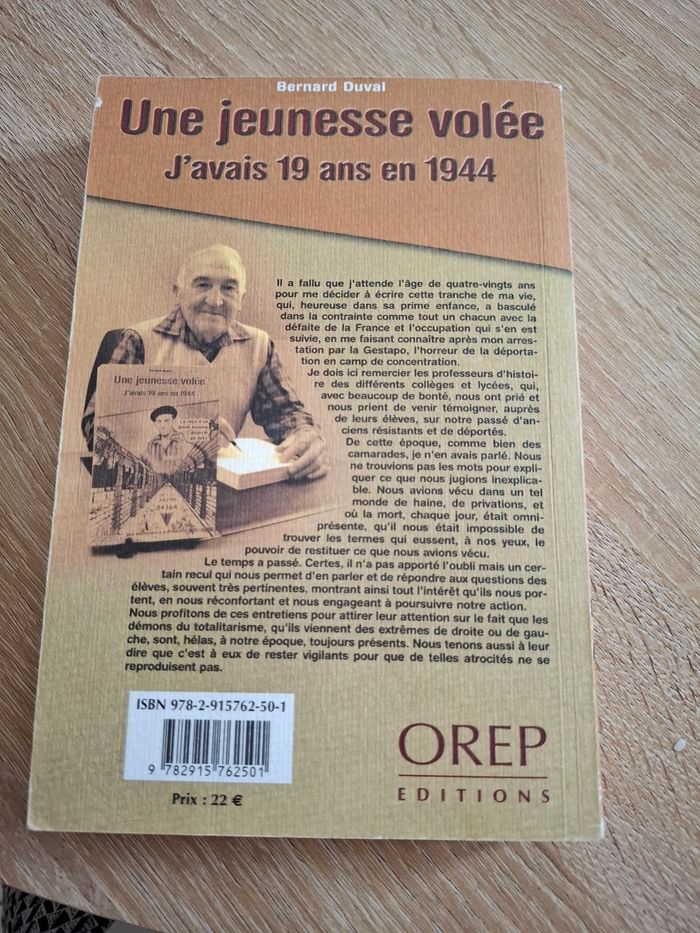 Bernard Duval
Une jeunesse volée
J'avais 19 ans en 1944
Il a fallu que j'attende l'âge de quatre-vingts ans
pour me décider à écrire cette tranche de ma vie,
qui, heureuse dans sa prime enfance, a basculé
dans la contrainte comme tout un chacun avec la
défaite de la France et l'occupation qui s'en est
suivie, en me faisant connaître après mon arres-
tation par la Gestapo, l'horreur de la déporta-
tion en camp de concentration.
Je dois ici remercier les professeurs d'histoi-
re des différents collèges et lycées, qui,
avec beaucoup de bonté, nous ont prié et
nous prient de venir témoigner, auprès
de leurs élèves, sur notre passé d'an-
ciens résistants et de déportés.
De cette époque, comme bien des
camarades, je n'en avais parlé. Nous
ne trouvions pas les mots pour expli-
quer ce que nous jugions inexplica-
ble. Nous avions vécu dans un tel
monde de haine, de privations, et
où la mort, chaque jour, était omni-
présente, qu'il nous était impossible de
trouver les termes qui eussent, à nos yeux, le
pouvoir de restituer ce que nous avions vécu.
Le temps a passé. Certes, il n'a pas apporté l'oubli mais un cer-
tain recul qui nous permet d'en parler et de répondre aux questions des
élèves, souvent très pertinentes, montrant ainsi tout l'intérêt qu'ils nous por-
tent, en nous réconfortant et nous engageant à poursuivre notre action.
Nous profitons de ces entretiens pour attirer leur attention sur le fait que les
démons du totalitarisme, qu'ils viennent des extrêmes de droite ou de gau-
che, sont, hélas, à notre époque, toujours présents. Nous tenons aussi à leur
dire que c'est à eux de rester vigilants pour que de telles atrocités ne se
reproduisent pas.
Bernard Duval
Une jeunesse volée
J'avais 19 ans en 1944
94364
ISBN 978-2-915762-50-1
9 782915 762501
Prix : 22 €
OREP
EDITIONS